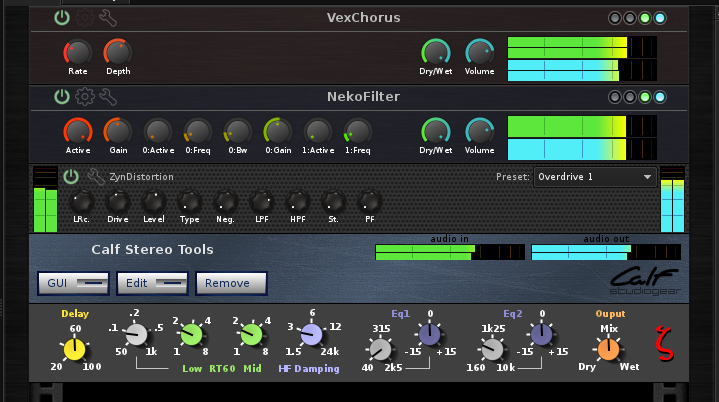 VexChorus
Rate Depth Dry/Wet Volume
NekoFilter
Active Gain 0:Active 0:Freq 0:Bw 0:Gain 1:Active 1:Freq Dry/Wet Volume
ZynDistortion Preset: Overdrive 1
LRc. Drive Level Type Neg. LPF HPF St. PF
audio in audio out
Calf Stereo Tools
GUI Edit Remove
Calf
studiogear
Delay .2 6 Eq1 0 Eq2 0 Ouput
60 .1 .5 2 4 2 4 3 12 315 1k25 Mix
50 1k 1 8 1 8 1.5 24k -15 +15 -15 +15
20 100 Low RT60 Mid HF Damping 40 2k5 160 10k Dry Wet